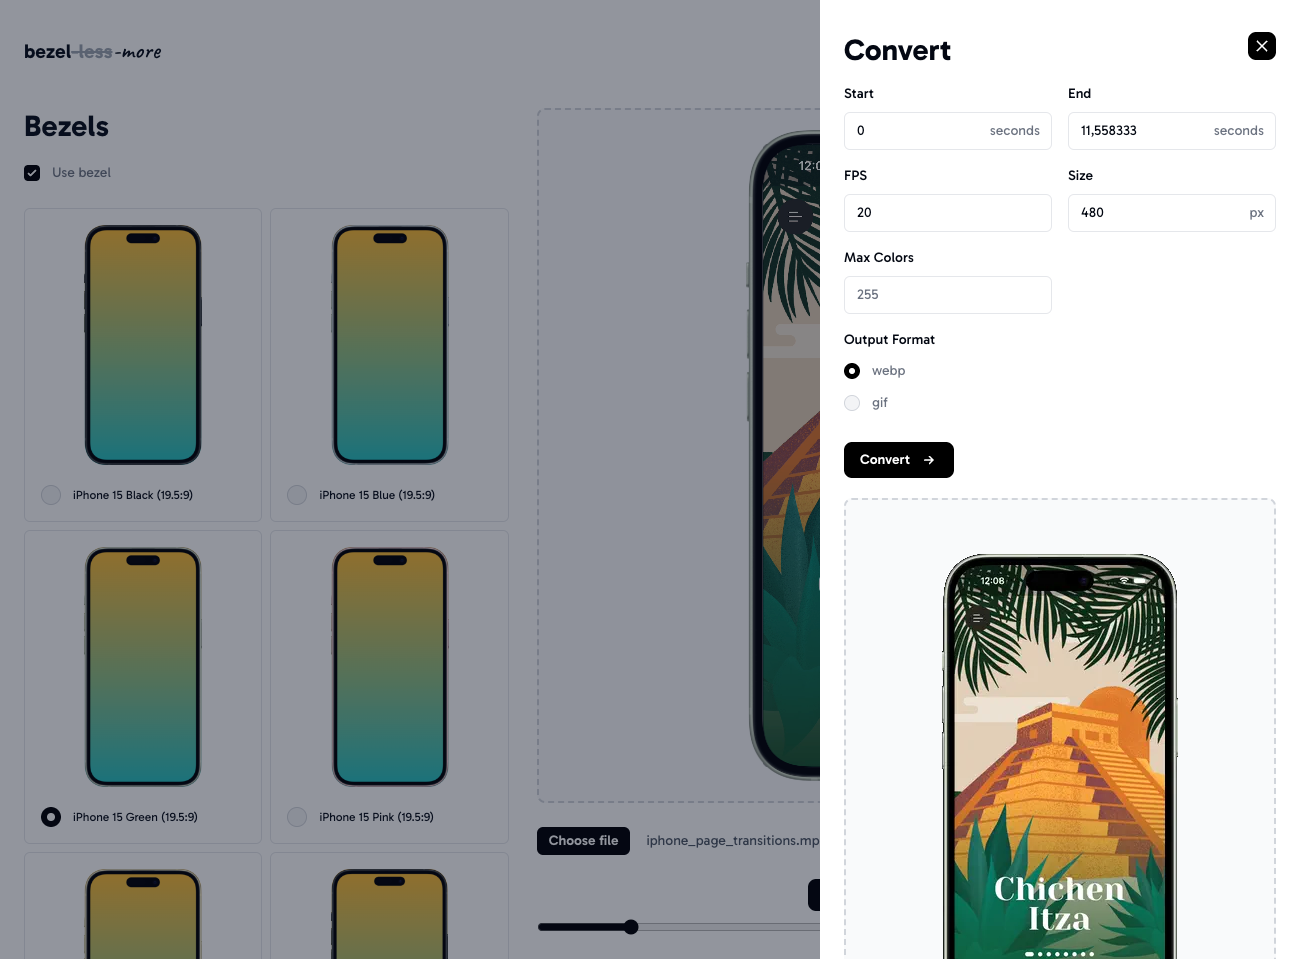 bezel-less-more
Bezels
Use bezel
iPhone 15 Black (19.5:9)
iPhone 15 Blue (19.5:9)
iPhone 15 Green (19.5:9)
iPhone 15 Pink (19.5:9)
12:0
Choose file
iphone_page_transitions.mp
Convert
Start
End
0 seconds
11,558333 seconds
FPS
Size
20
480 px
Max Colors
255
Output Format
webp
gif
Convert
12:08
Chichen
Itza